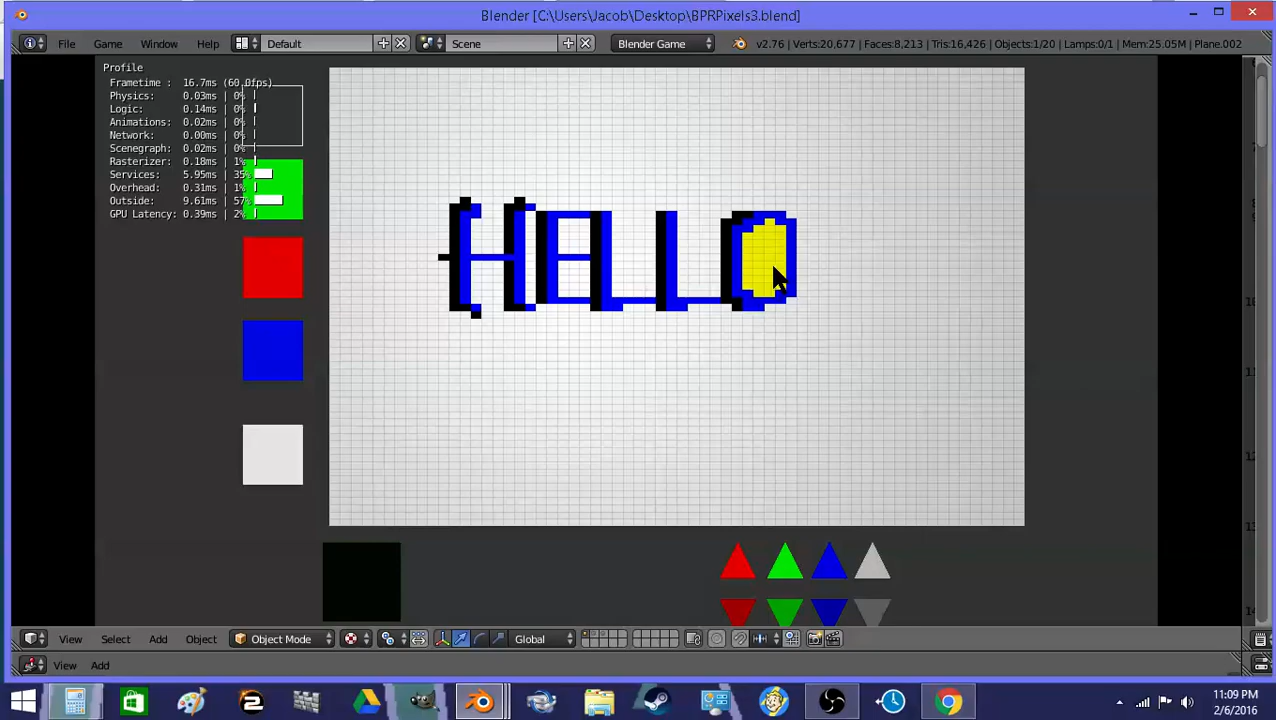 Blender [C:\Users\Jacob\Desktop\BPRPixels3.blend]
File Game Window Help Default Scene Blender Game v2.76 | Verts:20,677 | Faces:8,213 | Tris:16,426 | Objects:1/20 | Lamps:0/1 | Mem:25.05M | Plane.002
Profile
Frametime : 16.7ms (60.0fps)
Physics: 0.03ms | 0%
Logic: 0.14ms | 0%
Animations: 0.02ms | 0%
Network: 0.00ms | 0%
Scenegraph: 0.02ms | 0%
Rasterizer: 0.18ms | 1%
Services: 5.95ms | 35%
Overhead: 0.31ms | 1%
Outside: 9.61ms | 57%
GPU Latency: 0.39ms | 2%
HELLO
View Select Add Object Object Mode Global
View Add
11:09 PM
2/6/2016